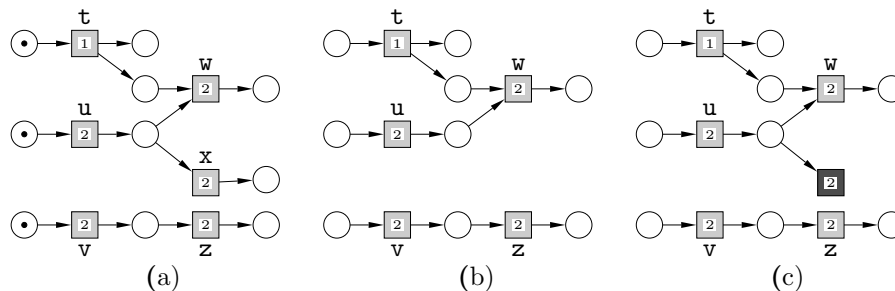 t t t
1 1 1
w w w
2 2 2
u u u
2 2 2
x
2 2
2 2 2 2 2 2
v z v z v z
(a) (b) (c)